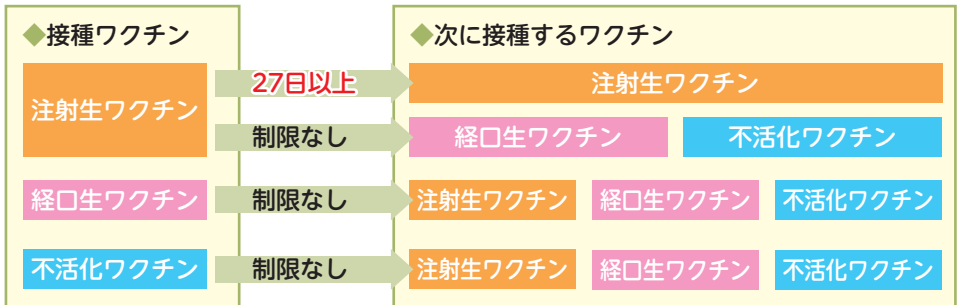 ◆接種ワクチン
◆次に接種するワクチン
注射生ワクチン
27日以上
注射生ワクチン
制限なし
経口生ワクチン
不活化ワクチン
経口生ワクチン
制限なし
注射生ワクチン
経口生ワクチン
不活化ワクチン
不活化ワクチン
制限なし
注射生ワクチン
経口生ワクチン
不活化ワクチン